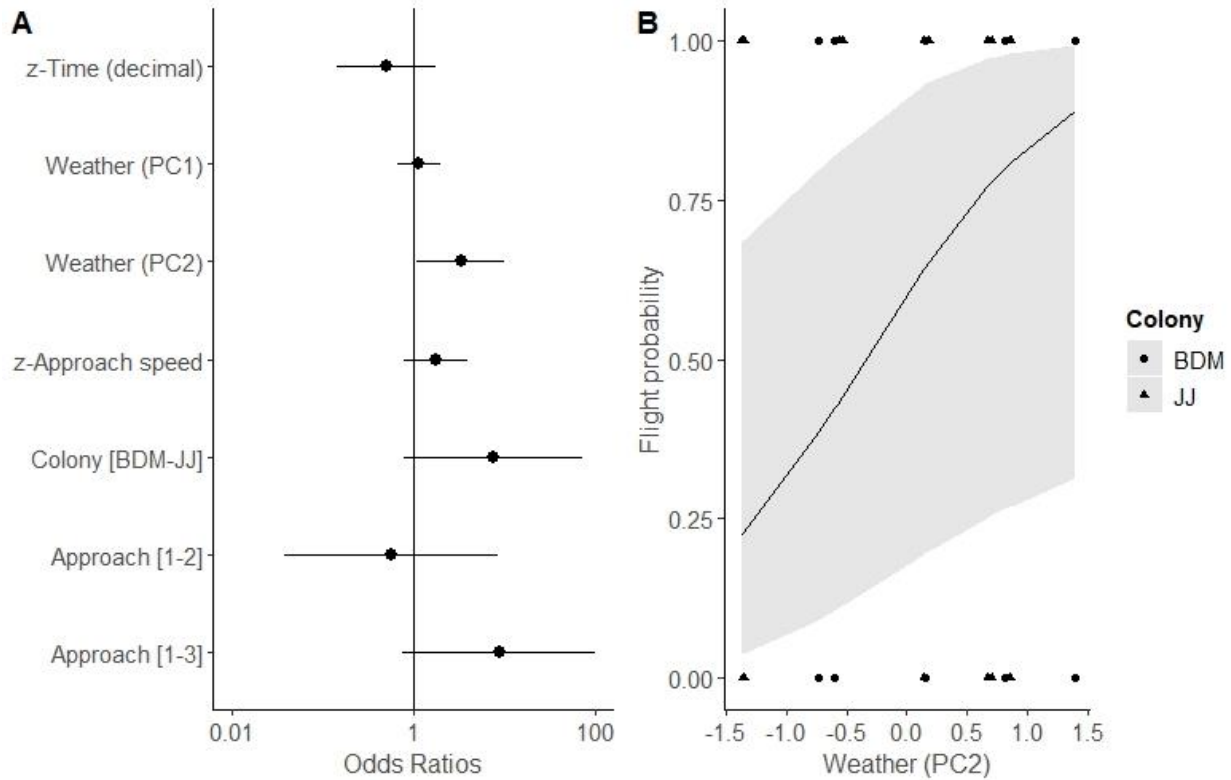 A
z-Time (decimal)
Weather (PC1)
Weather (PC2)
z-Approach speed
Colony [BDM-JJ]
Approach [1-2]
Approach [1-3]
0.01
1
100
Odds Ratios
B
1.00
0.75
0.50
0.25
0.00
Flight probability
-1.5
-1.0
-0.5
0.0
0.5
1.0
1.5
Weather (PC2)
Colony
BDM
JJ